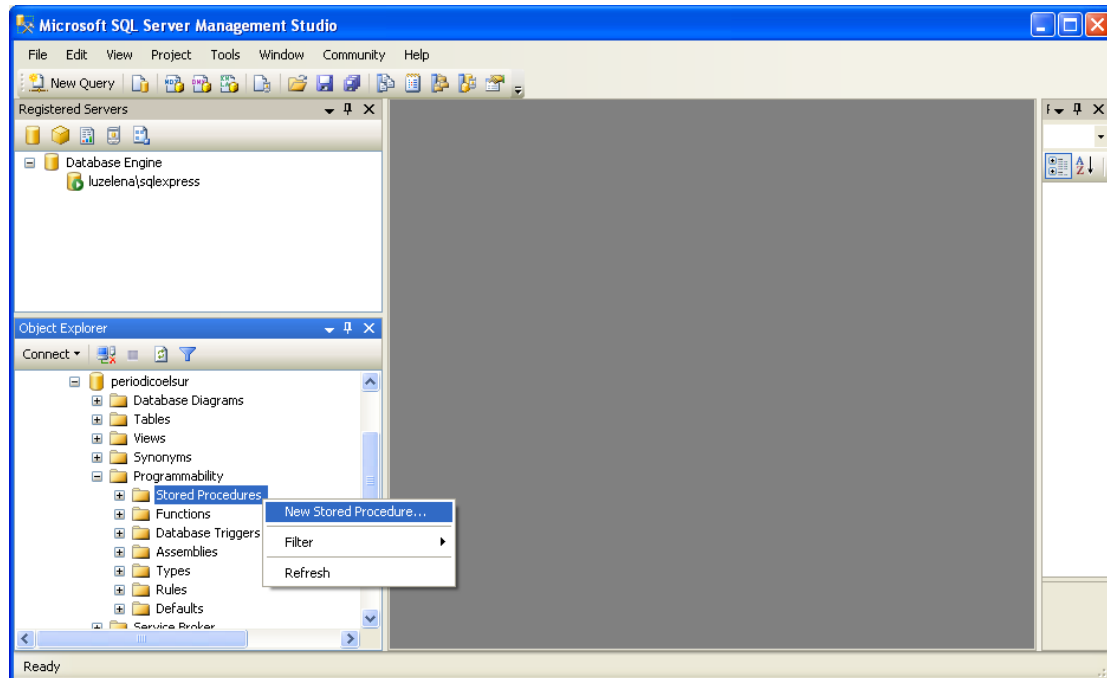 Microsoft SQL Server Management Studio
File Edit View Project Tools Window Community Help
New Query
Registered Servers
Database Engine
luzelena\sqlexpress
Object Explorer
Connect
periodicoelsur
Database Diagrams
Tables
Views
Synonyms
Programmability
Stored Procedures
Functions
Database Triggers
Assemblies
Types
Rules
Defaults
Service Broker
New Stored Procedure...
Filter
Refresh
Ready